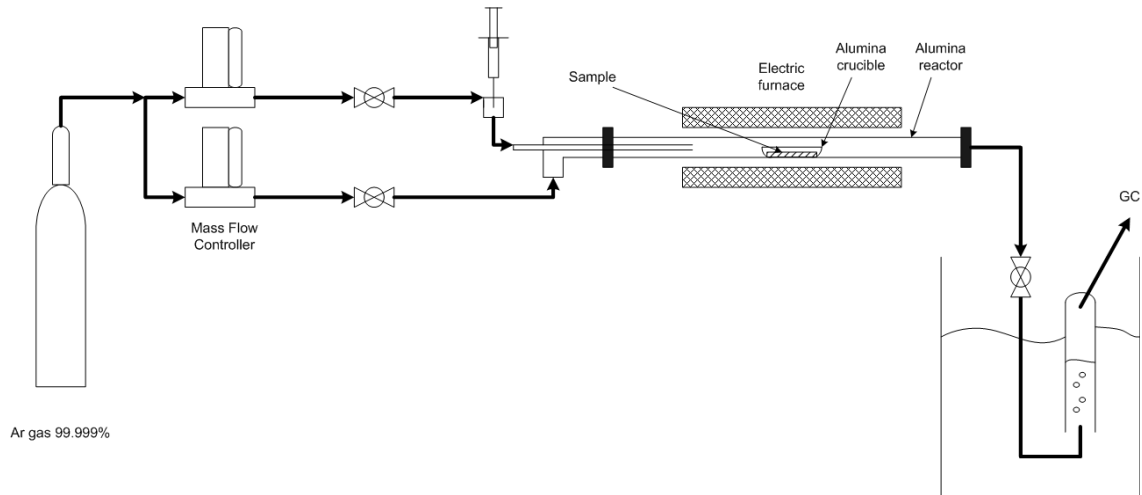 Sample
Electric
furnace
Alumina
crucible
Alumina
reactor
Mass Flow
Controller
GC
Ar gas 99.999%